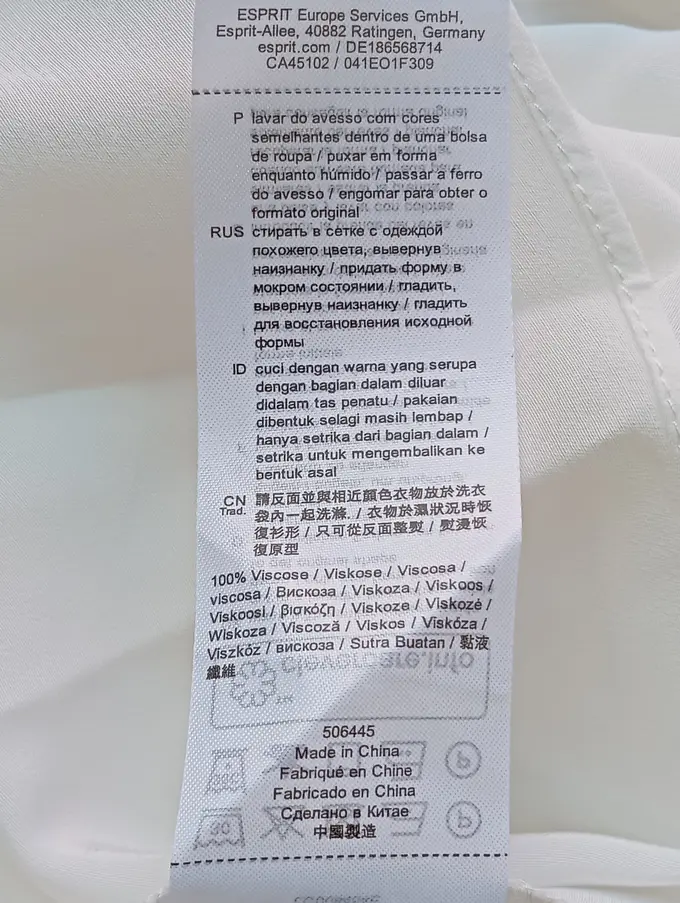 ESPRIT Europe Services GmbH,
Esprit-Allee, 40882 Ratingen, Germany
esprit.com / DE186568714
CA45102 / 041EO1F309
P lavar do avesso com cores
semelhantes dentro de uma bolsa
de roupa / puxar em forma
enquanto húmido / passar a ferro
do avesso / engomar para obter o
formato original
RUS стирать в сетке с одеждой
похожего цвета, вывернув
наизнанку / придать форму в
мокром состоянии / гладить,
вывернув наизнанку / гладить
для восстановления исходной
формы
ID cuci dengan warna yang serupa
dengan bagian dalam diluar
didalam tas penatu / pakaian
dibentuk selagi masih lembap /
hanya setrika dari bagian dalam /
setrika untuk mengembalikan ke
bentuk asal
CN Trad. 請反面並與相近顏色衣物放於洗衣
袋內一起洗滌. / 衣物於濕狀況時恢
復衫形 / 只可從反面整熨 / 熨燙恢
復原型
100% Viscose / Viskose / Viscosa /
viscosa / Вискоза / Viskoza / Viskoos /
Viskoosi / βισκόζη / Viskoze / Viskozė /
Wiskoza / Viscoză / Viskos / Viskóza /
Viszkóz / вискоза / Sutra Buatan / 黏液
纖維
clevercare.info
TM
506445
Made in China
Fabriqué en Chine
Fabricado en China
Сделано в Китае
中國製造